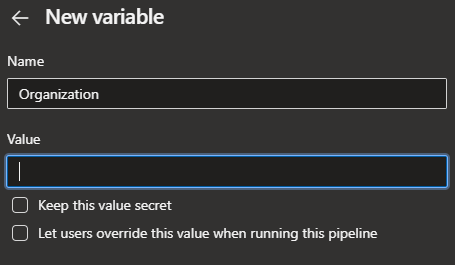 New variable
Name
Organization
Value
Keep this value secret
Let users override this value when running this pipeline